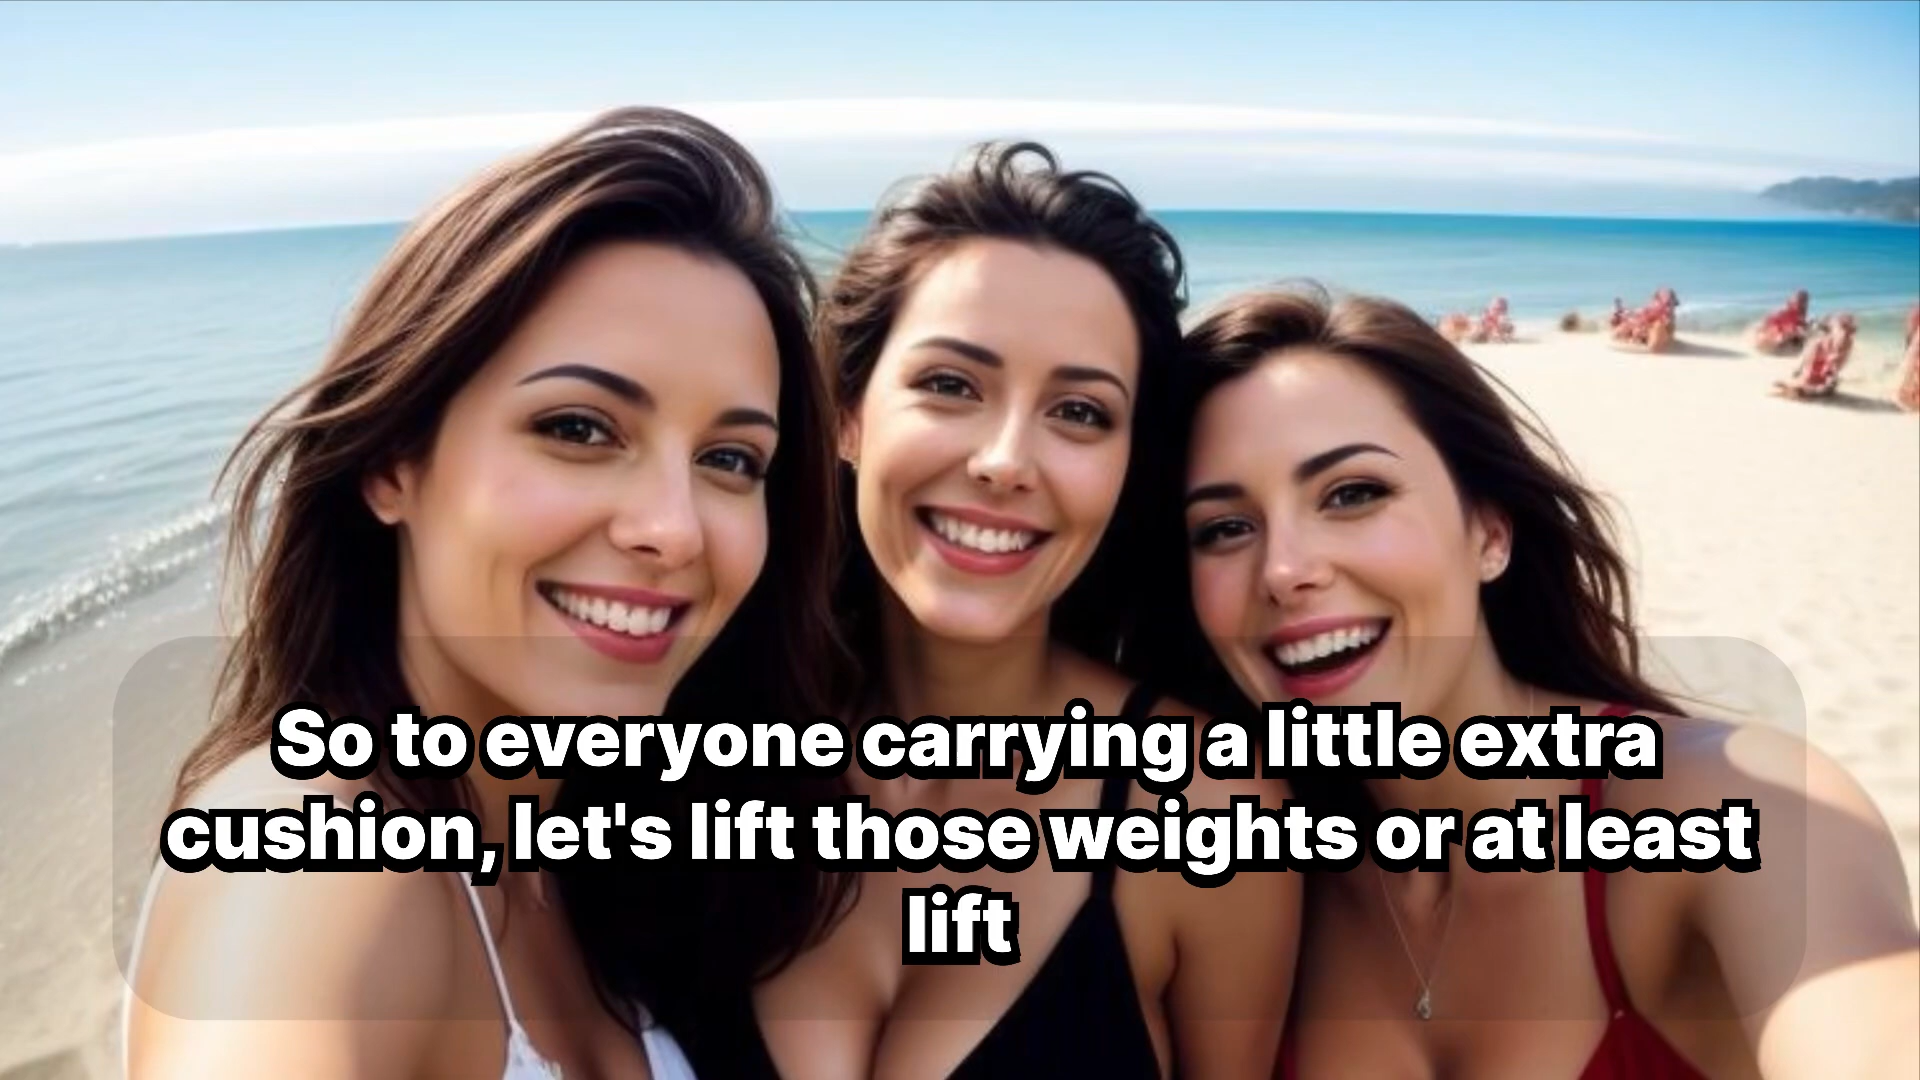 So to everyone carrying a little extra
cushion, let's lift those weights or at least
lift